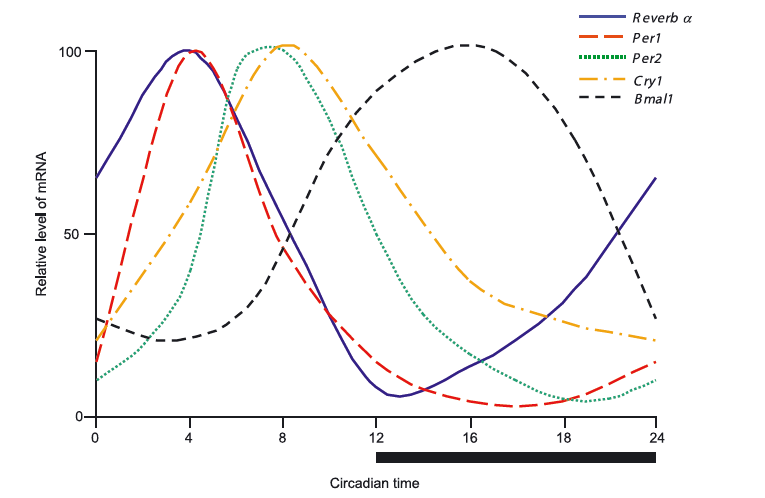 Reverb α
Per1
Per2
Cry1
Bmal1
100
50
0
Relative level of mRNA
0 4 8 12 16 18 24
Circadian time